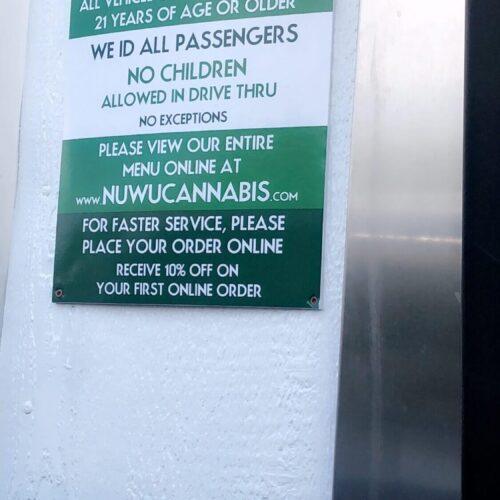 ALL VEHICLE
21 YEARS OF AGE OR OLDER
WE ID ALL PASSENGERS
NO CHILDREN
ALLOWED IN DRIVE THRU
NO EXCEPTIONS
PLEASE VIEW OUR ENTIRE
MENU ONLINE AT
WWW.NUWUCANNABIS.COM
FOR FASTER SERVICE, PLEASE
PLACE YOUR ORDER ONLINE
RECEIVE 10% OFF ON
YOUR FIRST ONLINE ORDER